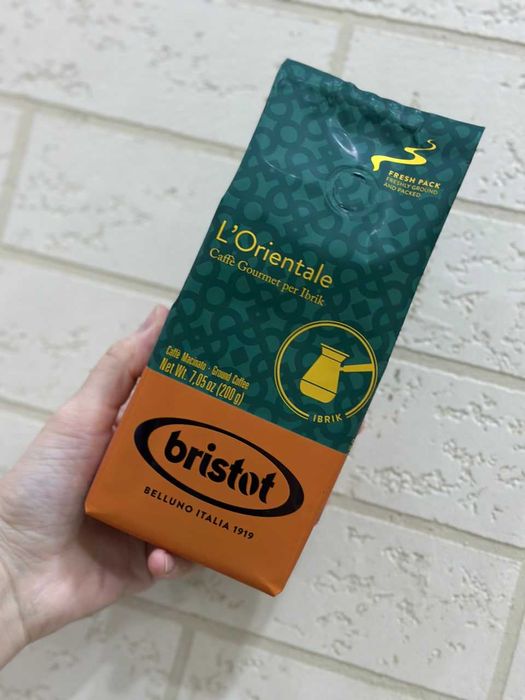 FRESH PACK
FRESHLY GROUND
AND PACKED
L'Orientale
Caffè Gourmet per Ibrik
Caffè Macinato - Ground Coffee
Net Wt. 7,05 oz (200 g)
IBRIK
bristot
BELLUNO ITALIA 1919